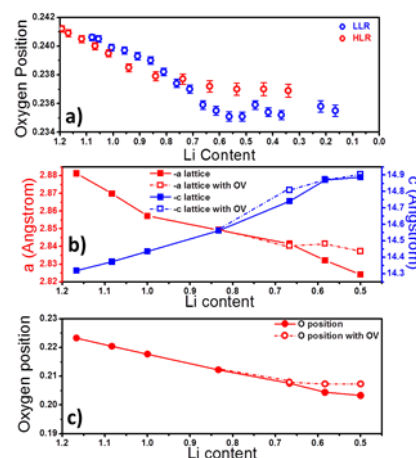 0.242
0.240
0.238
0.236
0.234
Oxygen Position
LLR
HLR
a)
1.2 1.1 1.0 0.9 0.8 0.7 0.6 0.5 0.4 0.3 0.2 0.1 0.0
Li Content
2.88
2.87
2.86
2.85
2.84
2.83
2.82
a (Angstrom)
-a lattice
-a lattice with OV
-c lattice
-c lattice with OV
14.9
14.8
14.7
14.6
14.5
14.4
14.3
c (Angstrom)
b)
1.2 1.1 1.0 0.9 0.8 0.7 0.6 0.5
Li content
0.23
0.22
0.21
0.20
0.19
Oxygen position
O position
O position with OV
c)
1.2 1.1 1.0 0.9 0.8 0.7 0.6 0.5
Li content